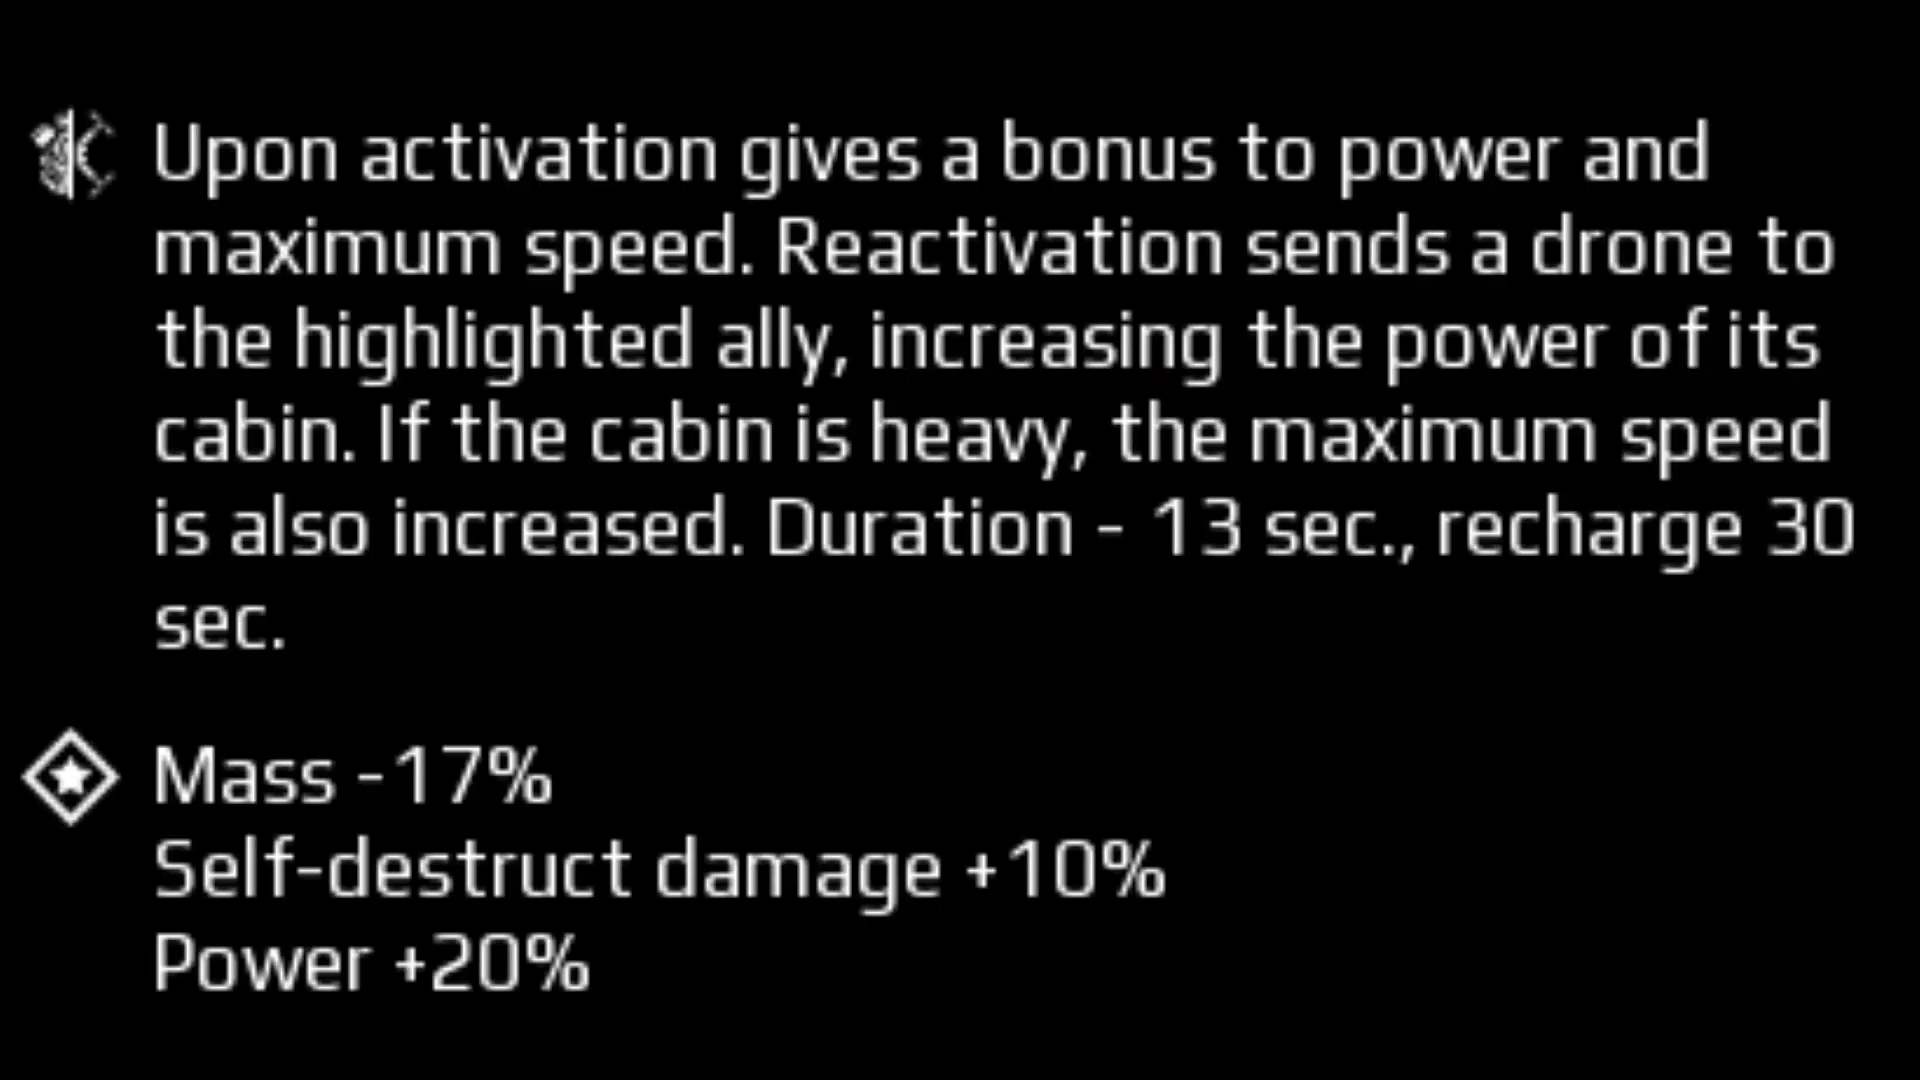 Upon activation gives a bonus to power and
maximum speed. Reactivation sends a drone to
the highlighted ally, increasing the power of its
cabin. If the cabin is heavy, the maximum speed
is also increased. Duration - 13 sec., recharge 30
sec.
Mass -17%
Self-destruct damage +10%
Power +20%